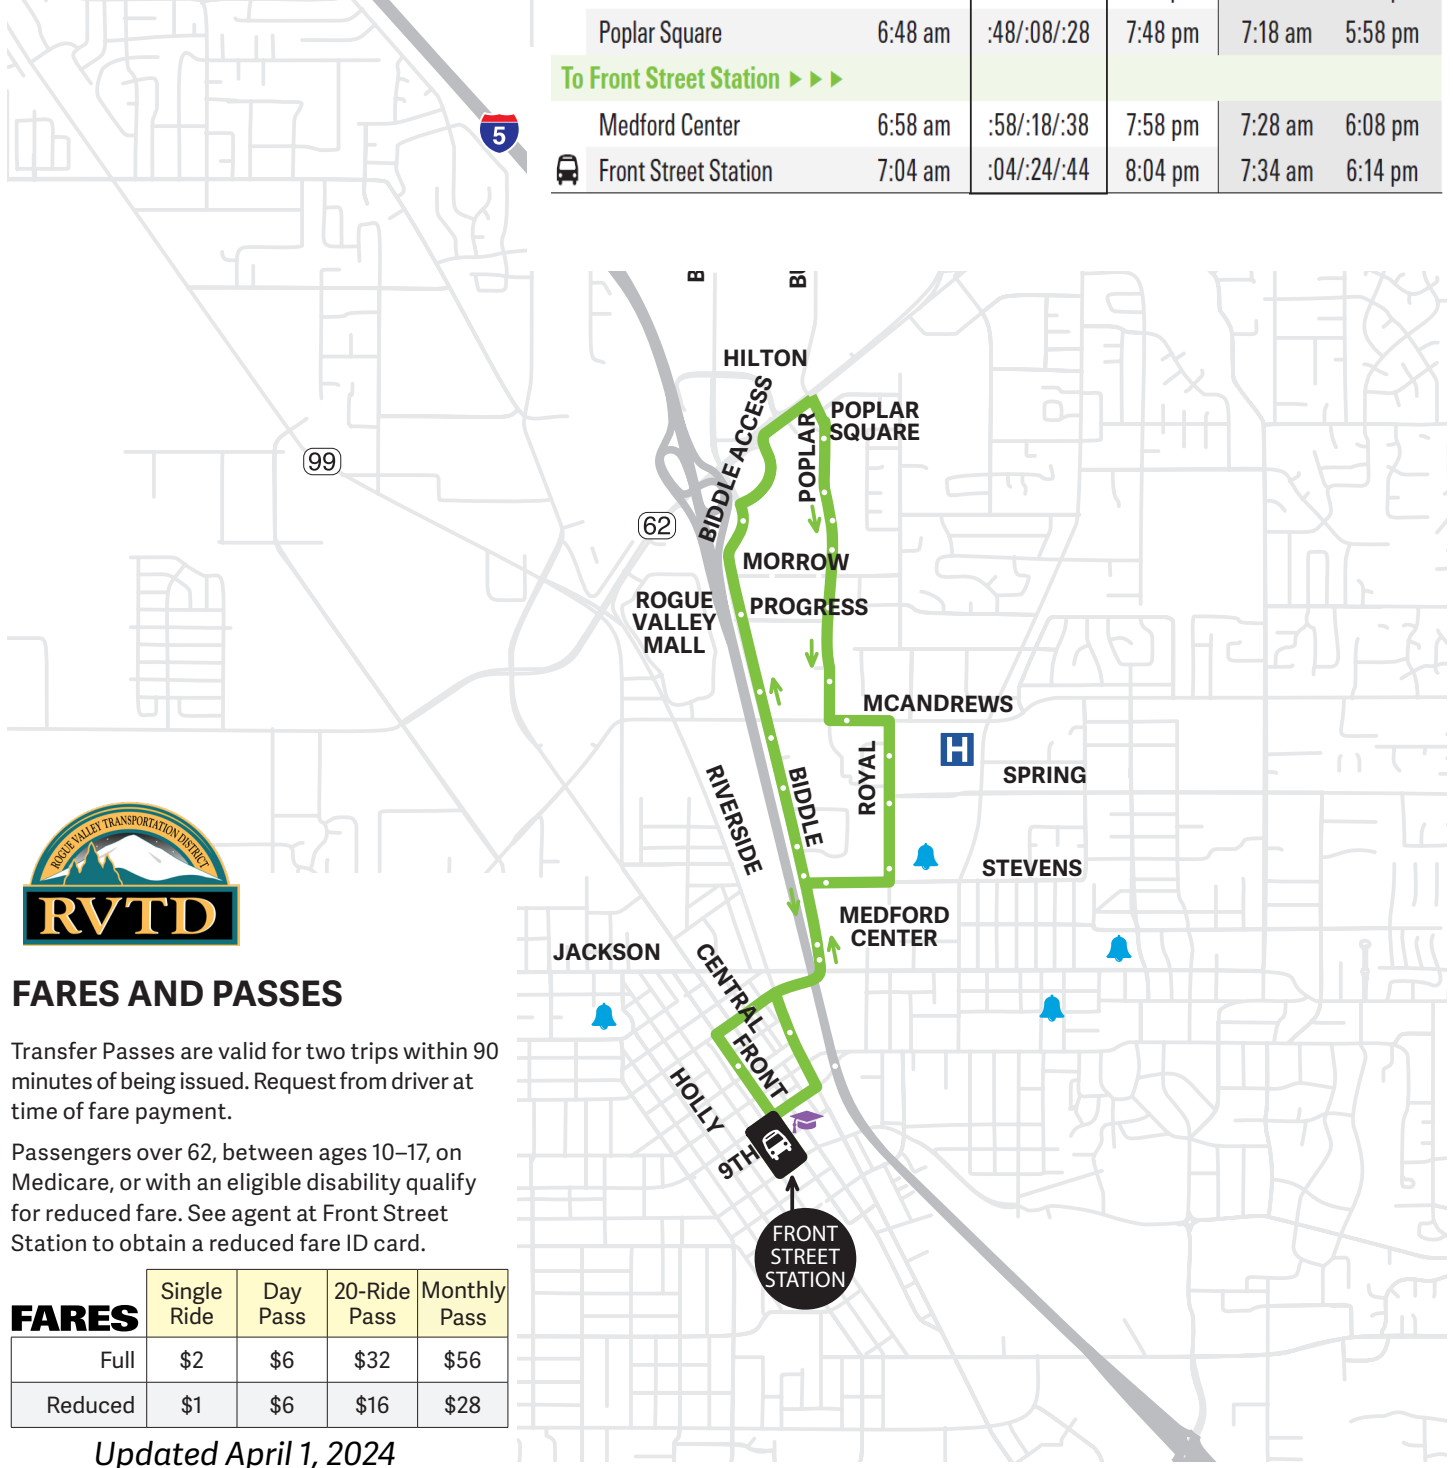 Poplar Square 6:48 am :48/:08/:28 7:48 pm 7:18 am 5:58 pm
To Front Street Station ▶ ▶ ▶
Medford Center 6:58 am :58/:18/:38 7:58 pm 7:28 am 6:08 pm
Front Street Station 7:04 am :04/:24/:44 8:04 pm 7:34 am 6:14 pm
5
HILTON
BIDDLE ACCESS
POPLAR
POPLAR
SQUARE
99
62
MORROW
ROGUE
VALLEY
MALL
PROGRESS
MCANDREWS
H
ROYAL
SPRING
RIVERSIDE
BIDDLE
STEVENS
MEDFORD
CENTER
JACKSON
CENTRAL
FRONT
HOLLY
9TH
FRONT
STREET
STATION
ROGUE VALLEY TRANSPORTATION DISTRICT
RVTD
FARES AND PASSES
Transfer Passes are valid for two trips within 90
minutes of being issued. Request from driver at
time of fare payment.
Passengers over 62, between ages 10–17, on
Medicare, or with an eligible disability qualify
for reduced fare. See agent at Front Street
Station to obtain a reduced fare ID card.
FARES
Single
Ride
Day
Pass
20-Ride
Pass
Monthly
Pass
Full $2 $6 $32 $56
Reduced $1 $6 $16 $28
Updated April 1, 2024